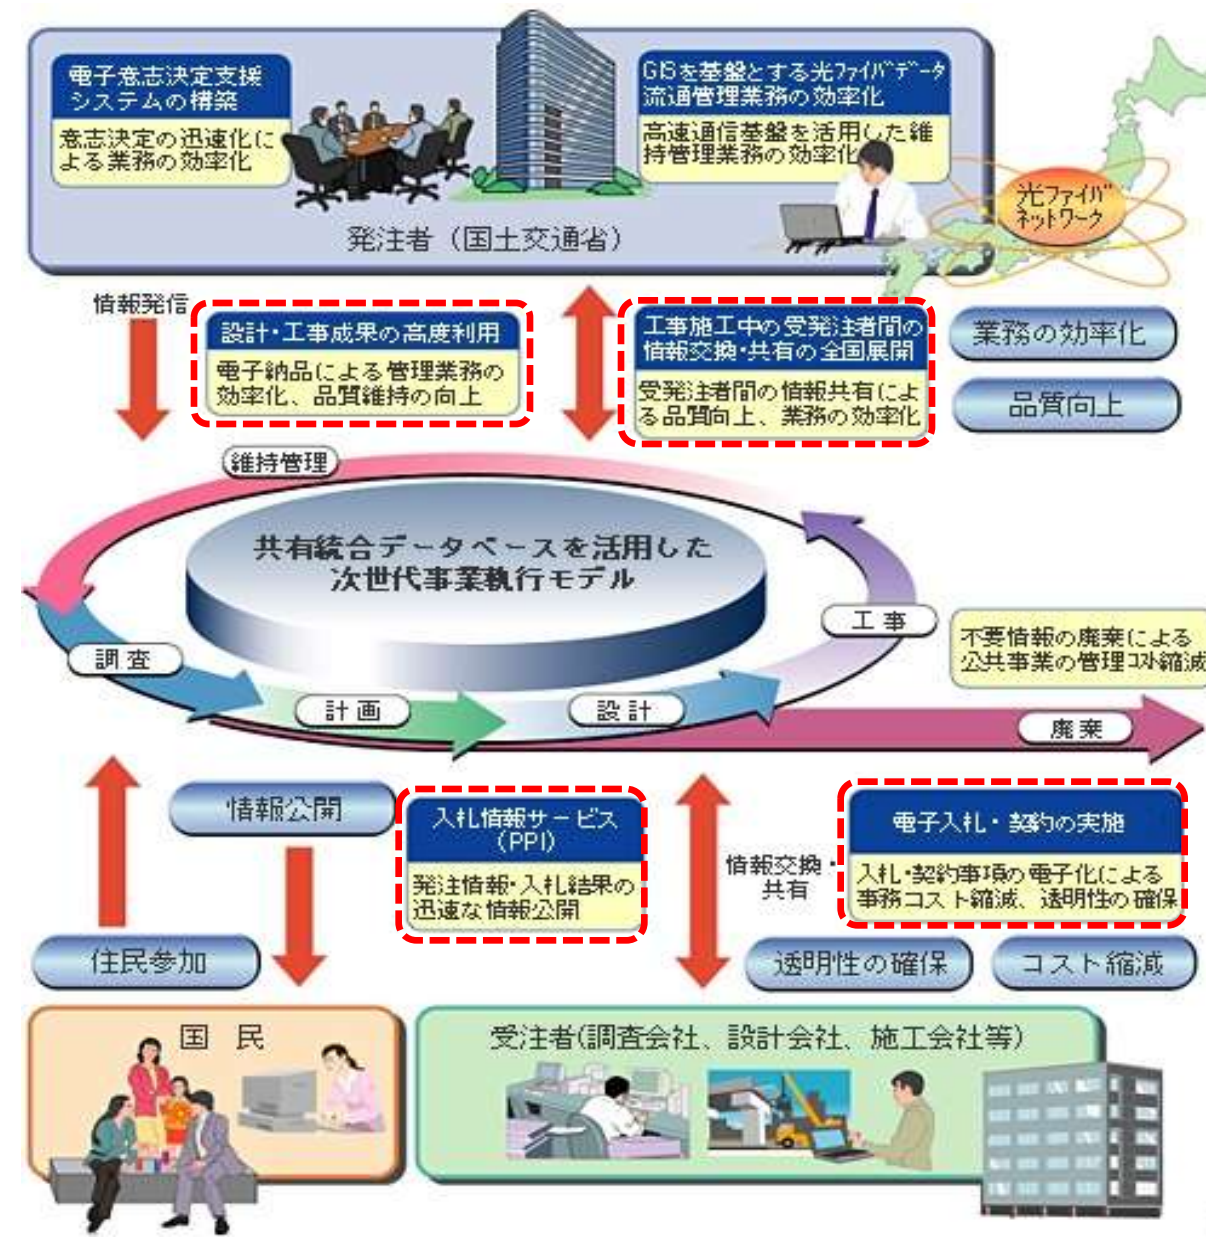 電子意志決定支援
システムの構築
意志決定の迅速化に
よる業務の効率化
GISを基盤とする光ﾌｧｲﾊﾞﾃﾞｰﾀ
流通管理業務の効率化
高速通信基盤を活用した維
持管理業務の効率化
発注者（国土交通省）
光ﾌｧｲﾊﾞ
ﾈｯﾄﾜｰｸ
情報発信
設計・工事成果の高度利用
電子納品による管理業務の
効率化、品質維持の向上
工事施工中の受発注者間の
情報交換・共有の全国展開
受発注者間の情報共有によ
る品質向上、業務の効率化
業務の効率化
品質向上
維持管理
共有統合データベースを活用した
次世代事業執行モデル
工事
調査
計画
設計
不要情報の廃棄による
公共事業の管理ｺｽﾄ縮減
廃棄
情報公開
入札情報サービス
(PPI)
発注情報・入札結果の
迅速な情報公開
情報交換・
共有
電子入札・契約の実施
入札・契約事項の電子化による
事務コスト縮減、透明性の確保
住民参加
透明性の確保
コスト縮減
国民
受注者(調査会社、設計会社、施工会社等)